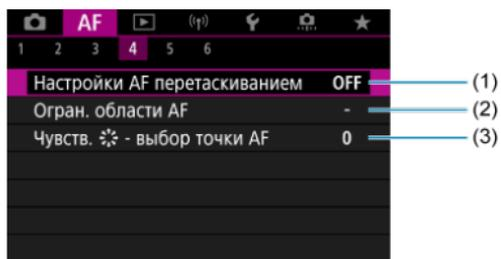 AF
1 2 3 4 5 6
Настройки AF перетаскиванием OFF (1)
Огран. области AF - (2)
Чувств. - выбор точки AF 0 (3)